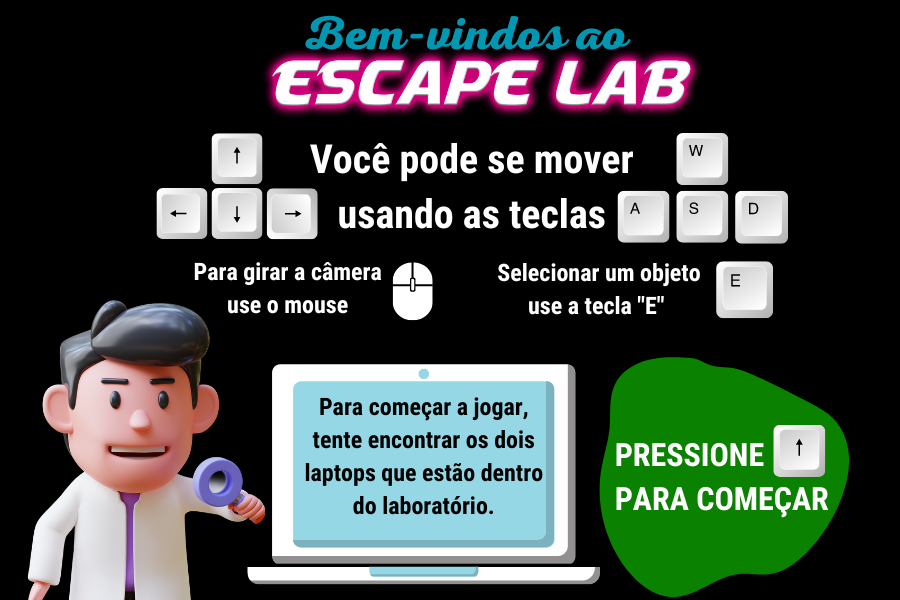 Bem-vindos ao
ESCAPE LAB
↑
Você pode se mover
W
← ↓ →
usando as teclas
A S D
Para girar a câmera
use o mouse
Selecionar um objeto
use a tecla "E"
E
Para começar a jogar,
tente encontrar os dois
laptops que estão dentro
do laboratório.
PRESSIONE ↑
PARA COMEÇAR